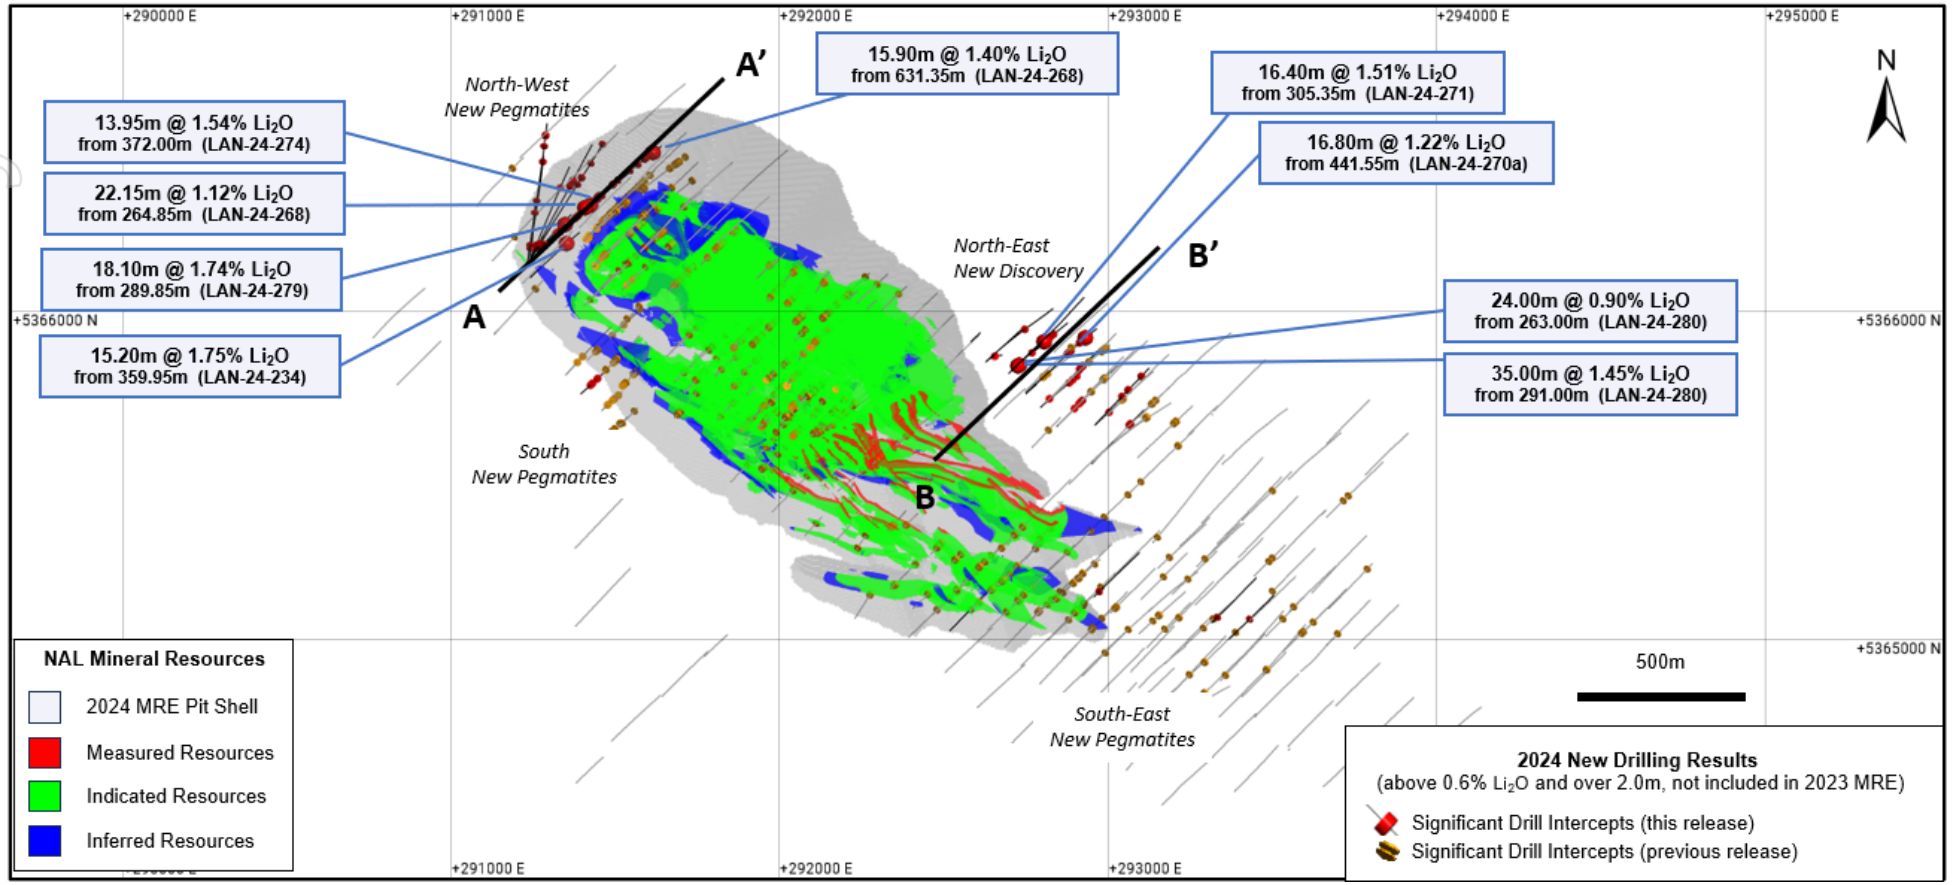 +290000 E
+291000 E
+292000 E
+293000 E
+294000 E
+295000 E
N
A’
North-West
New Pegmatites
15.90m @ 1.40% Li₂O
from 631.35m (LAN-24-268)
16.40m @ 1.51% Li₂O
from 305.35m (LAN-24-271)
13.95m @ 1.54% Li₂O
from 372.00m (LAN-24-274)
16.80m @ 1.22% Li₂O
from 441.55m (LAN-24-270a)
22.15m @ 1.12% Li₂O
from 264.85m (LAN-24-268)
North-East
New Discovery
B’
18.10m @ 1.74% Li₂O
from 289.85m (LAN-24-279)
24.00m @ 0.90% Li₂O
from 263.00m (LAN-24-280)
A
+5366000 N
+5366000 N
15.20m @ 1.75% Li₂O
from 359.95m (LAN-24-234)
35.00m @ 1.45% Li₂O
from 291.00m (LAN-24-280)
South
New Pegmatites
B
+5365000 N
500m
South-East
New Pegmatites
NAL Mineral Resources
2024 MRE Pit Shell
Measured Resources
Indicated Resources
Inferred Resources
2024 New Drilling Results
(above 0.6% Li₂O and over 2.0m, not included in 2023 MRE)
Significant Drill Intercepts (this release)
Significant Drill Intercepts (previous release)
+291000 E
+292000 E
+293000 E